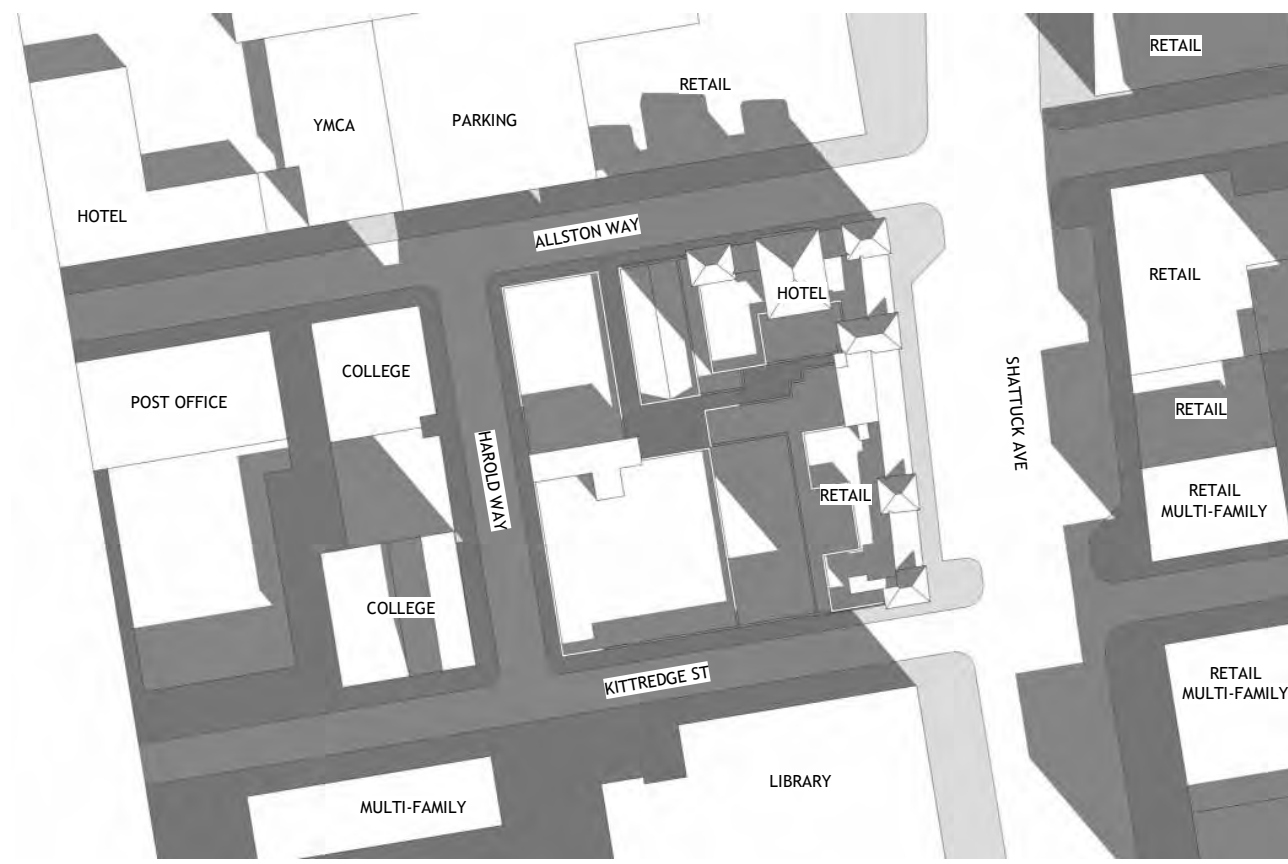 RETAIL
RETAIL
YMCA
PARKING
HOTEL
ALLSTON WAY
RETAIL
HOTEL
COLLEGE
POST OFFICE
SHATTUCK AVE
RETAIL
HAROLD WAY
RETAIL
RETAIL
MULTI-FAMILY
COLLEGE
KITTREDGE ST
RETAIL
MULTI-FAMILY
LIBRARY
MULTI-FAMILY